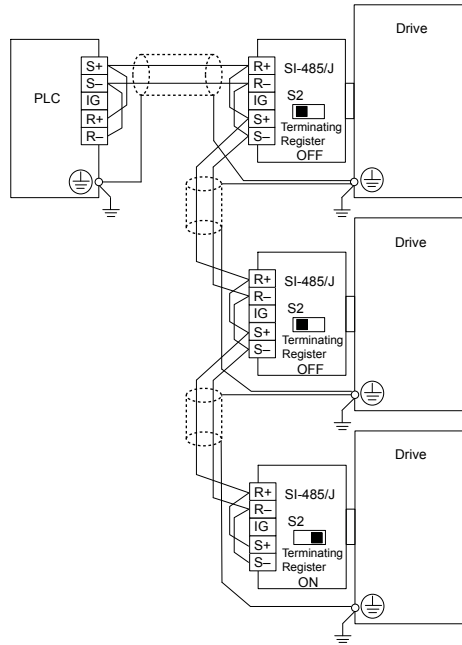 PLC
S+
S–
IG
R+
R–
R+
R–
IG
S+
S–
SI-485/J
S2
Terminating
Register
OFF
Drive
R+
R–
IG
S+
S–
SI-485/J
S2
Terminating
Register
OFF
Drive
R+
R–
IG
S+
S–
SI-485/J
S2
Terminating
Register
ON
Drive